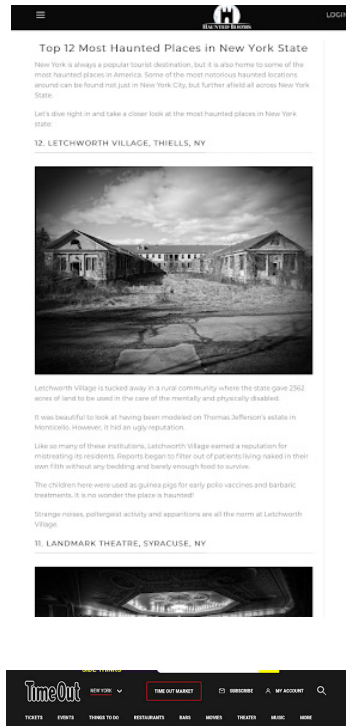 HAUNTED ROOMS
LOGIN
Top 12 Most Haunted Places in New York State
New York is always a popular tourist destination, but it is also home to some of the
most haunted places in America. Some of the most notorious haunted locations
around can be found not just in New York City, but further afield all across New York
State.
Let's dive right in and take a closer look at the most haunted places in New York
state:
12. LETCHWORTH VILLAGE, THIELLS, NY
Letchworth Village is tucked away in a rural community where the state gave 2362
acres of land to be used in the care of the mentally and physically disabled.
It was beautiful to look at having been modeled on Thomas Jefferson's estate in
Monticello. However, it hid an ugly reputation.
Like so many of these institutions, Letchworth Village earned a reputation for
mistreating its residents. Reports began to filter out of patients living naked in their
own filth without any bedding and barely enough food to survive.
The children here were used as guinea pigs for early polio vaccines and barbaric
treatments. It is no wonder the place is haunted!
Strange noises, poltergeist activity and apparitions are all the norm at Letchworth
Village.
11. LANDMARK THEATRE, SYRACUSE, NY
TimeOut
NEW YORK
TIME OUT MARKET
SUBSCRIBE
MY ACCOUNT
TICKETS EVENTS THINGS TO DO RESTAURANTS BARS MOVIES THEATER MUSIC MORE